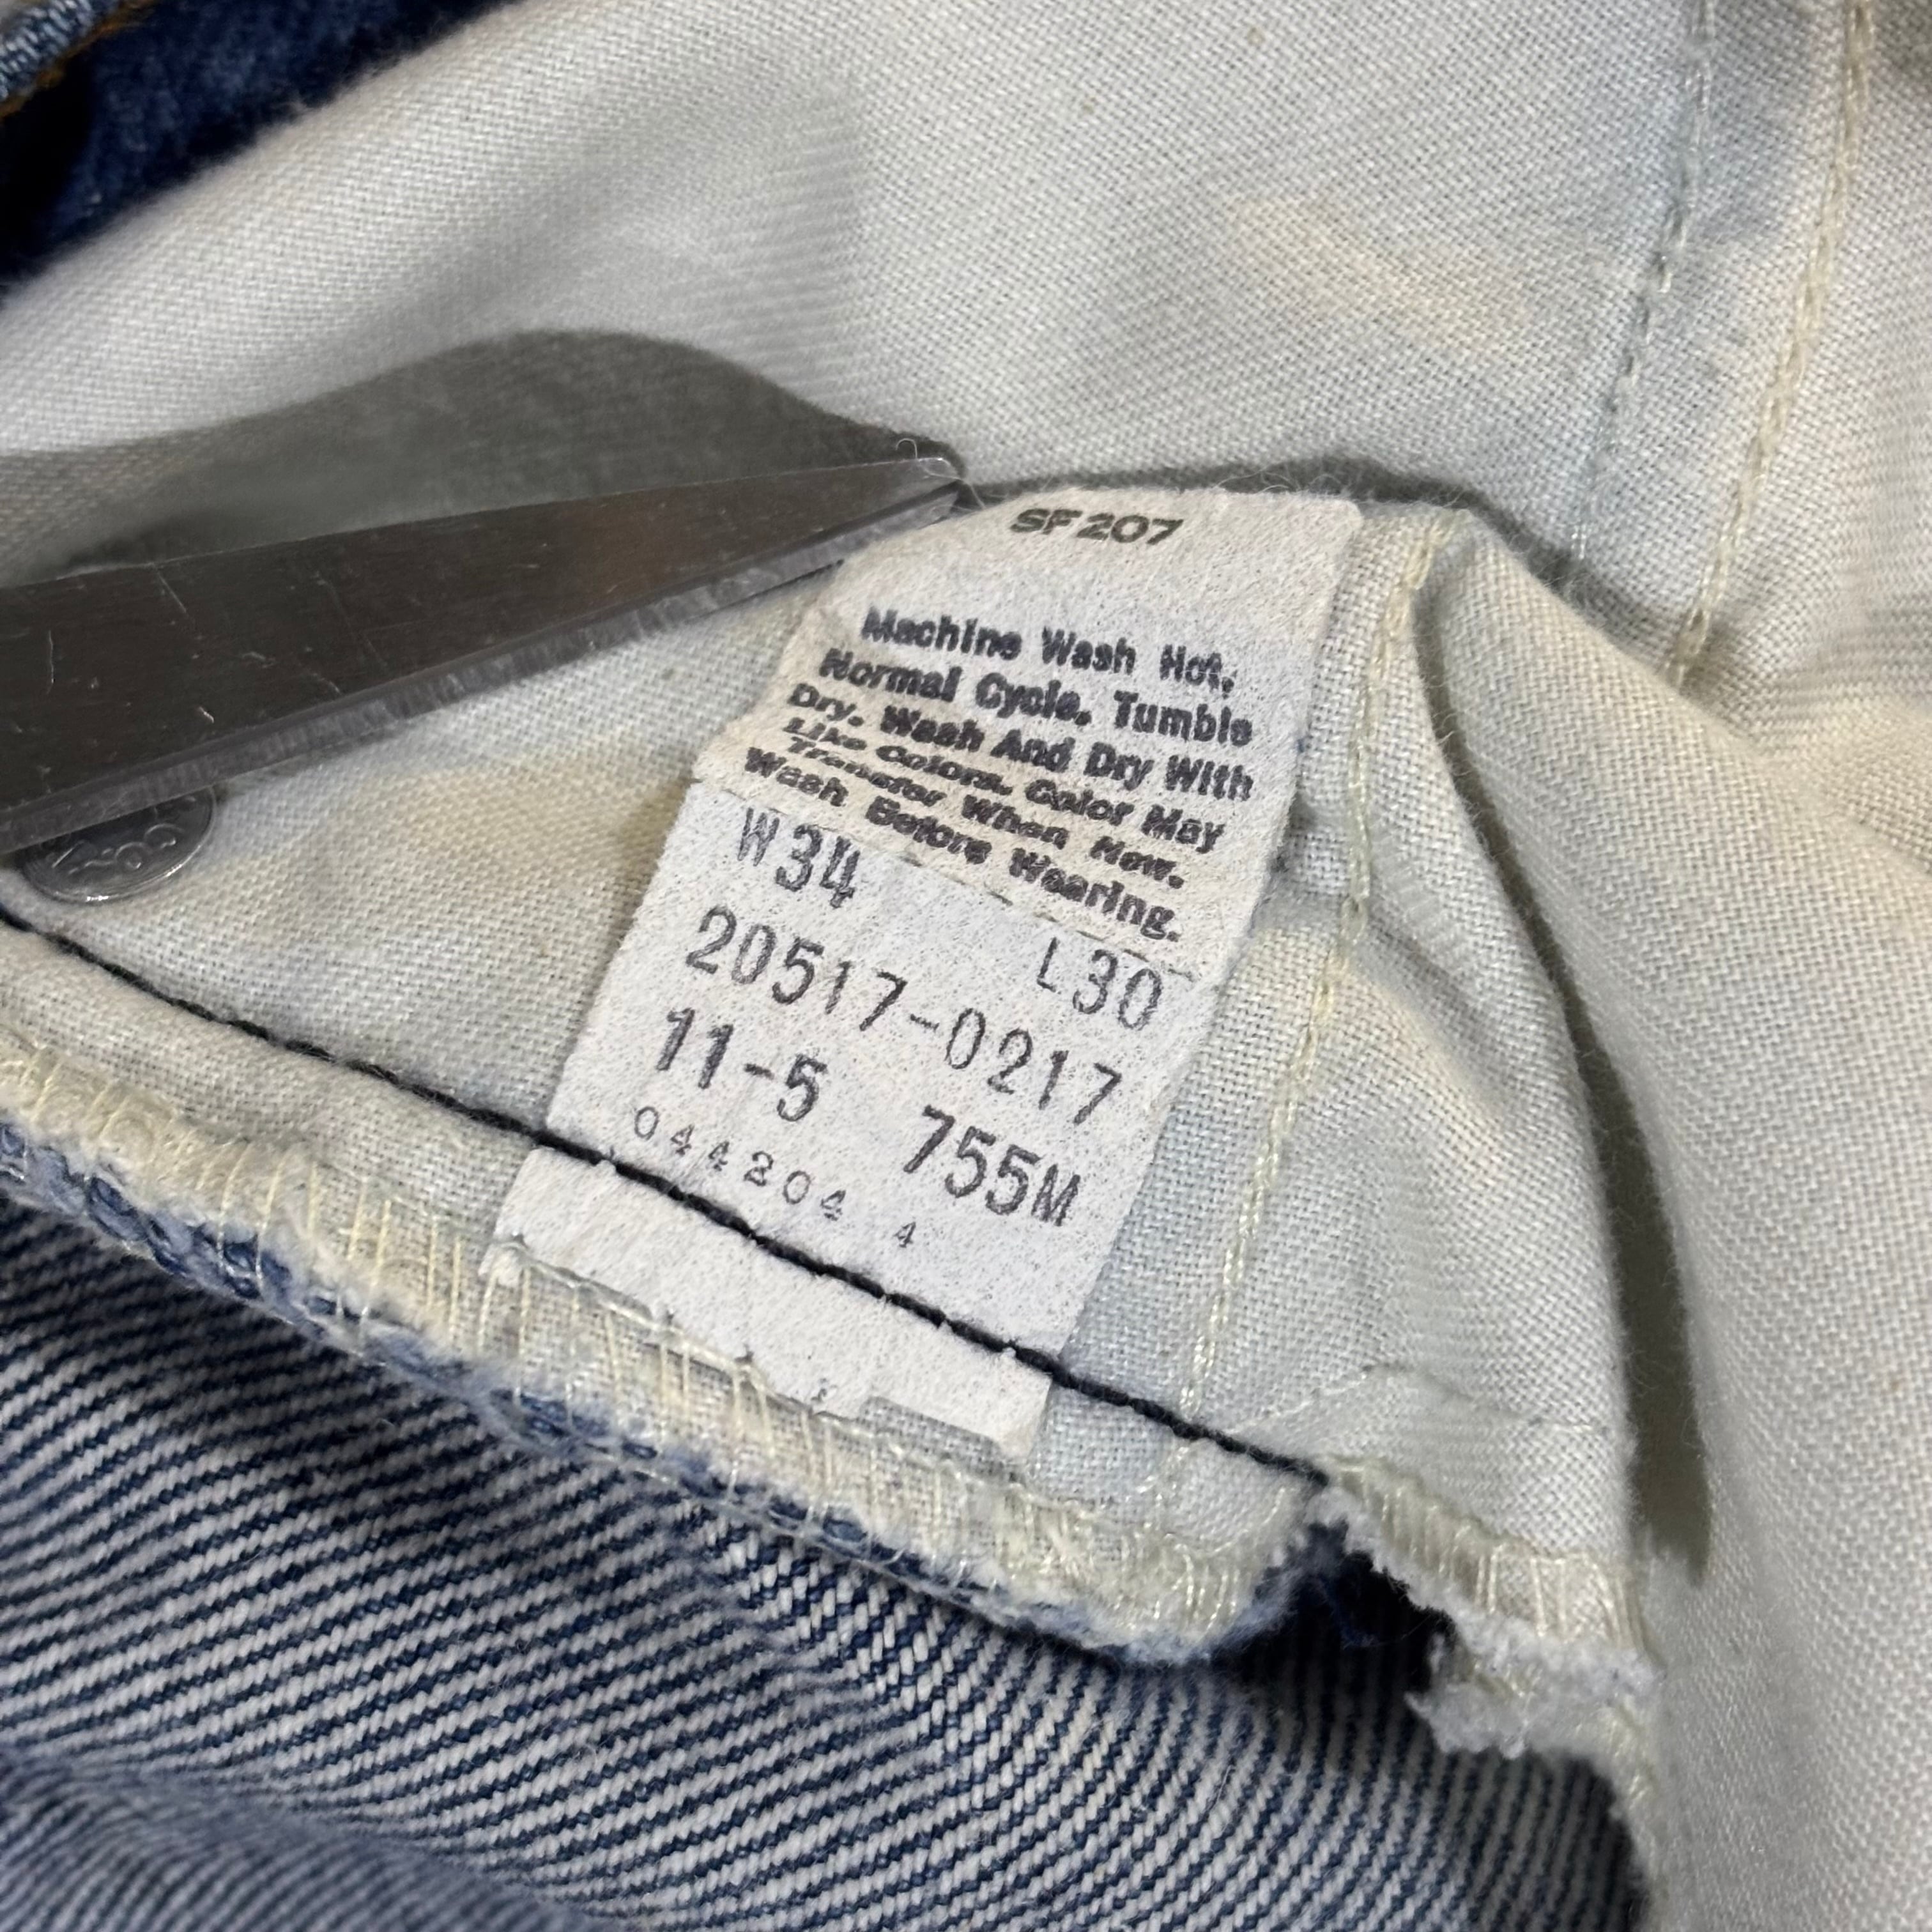 SF 207
Machine Wash Hot,
Normal Cycle. Tumble
Dry. Wash And Dry With
Like Colors. Color May
Transfer When New.
Wash Before Wearing.
W34 L30
20517-0217
11-5 755M
044204 4